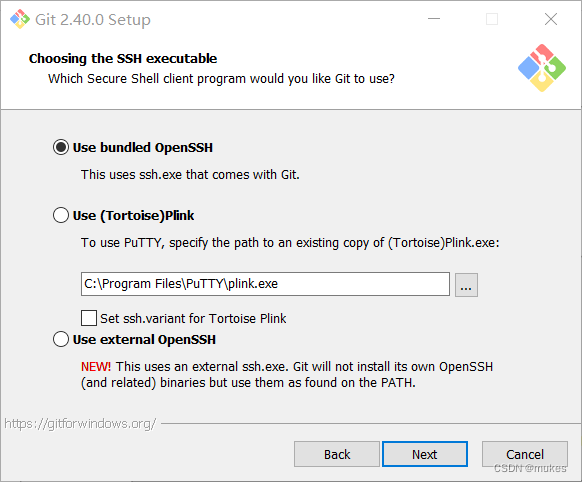 Git 2.40.0 Setup
Choosing the SSH executable
Which Secure Shell client program would you like Git to use?
Use bundled OpenSSH
This uses ssh.exe that comes with Git.
Use (Tortoise)Plink
To use PuTTY, specify the path to an existing copy of (Tortoise)Plink.exe:
C:\Program Files\PuTTY\plink.exe
...
Set ssh.variant for Tortoise Plink
Use external OpenSSH
NEW! This uses an external ssh.exe. Git will not install its own OpenSSH
(and related) binaries but use them as found on the PATH.
https://gitforwindows.org/
Back Next Cancel
CSDN @mukes